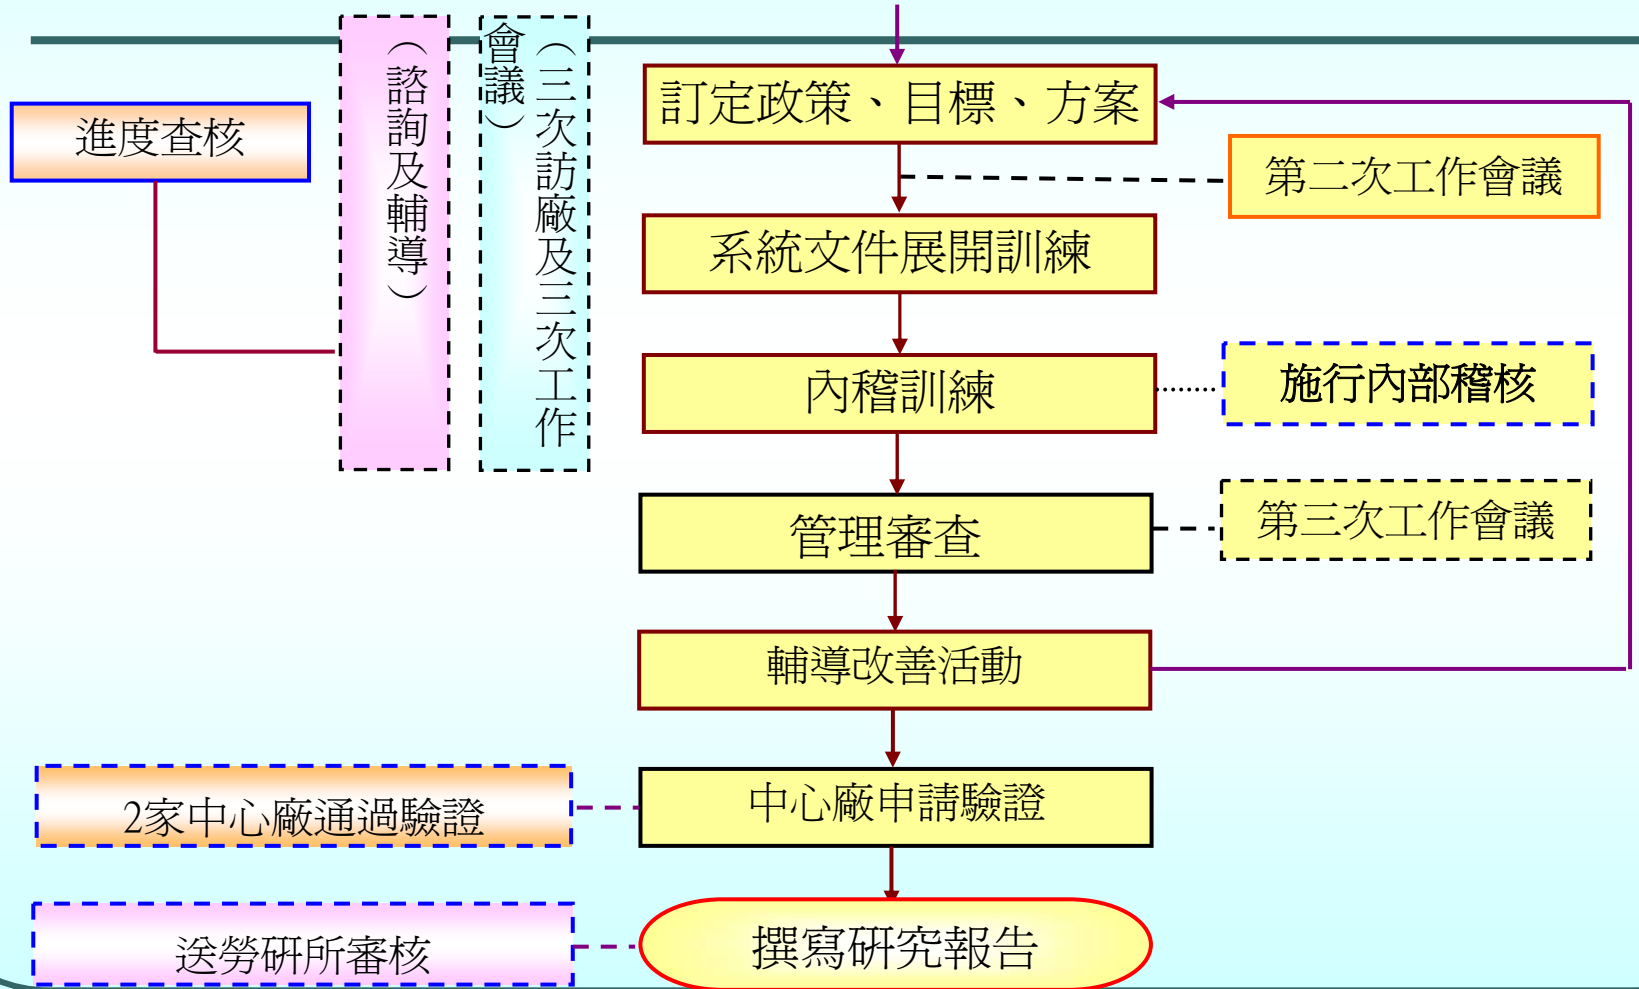 進度查核
（諮詢及輔導）
（三次訪廠及三次工作
會議）
訂定政策、目標、方案
第二次工作會議
系統文件展開訓練
內稽訓練
施行內部稽核
管理審查
第三次工作會議
輔導改善活動
2家中心廠通過驗證
中心廠申請驗證
送勞研所審核
撰寫研究報告